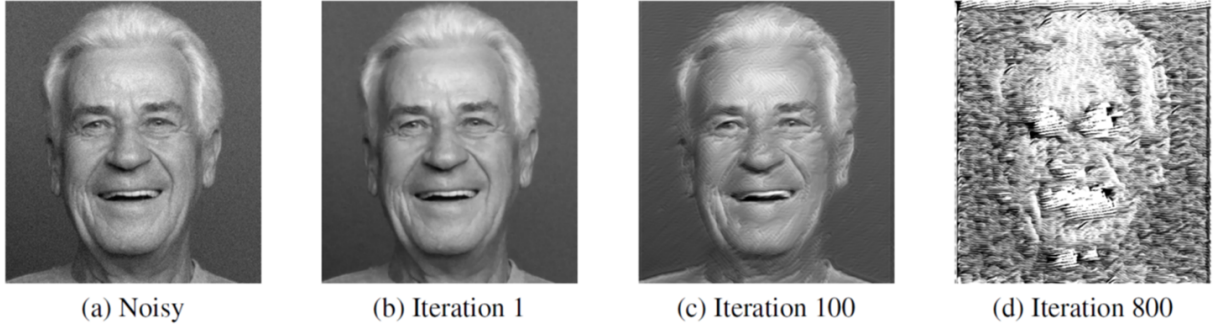 (a) Noisy
(b) Iteration 1
(c) Iteration 100
(d) Iteration 800